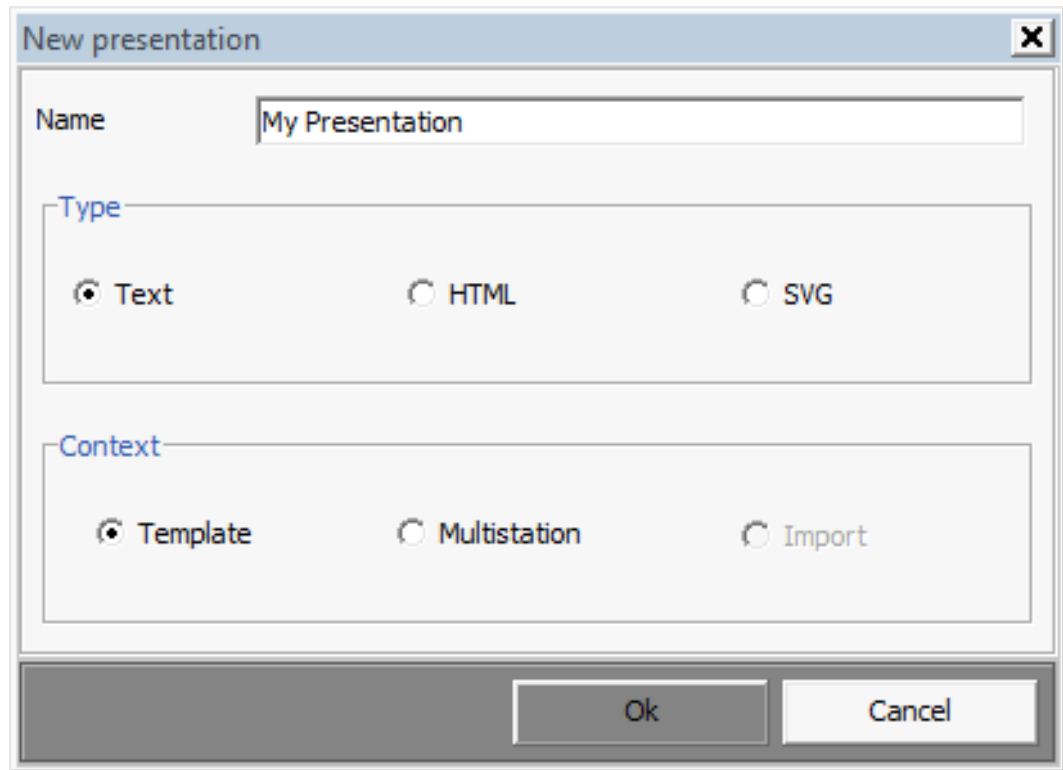 New presentation
Name My Presentation
Type
Text HTML SVG
Context
Template Multistation Import
Ok Cancel